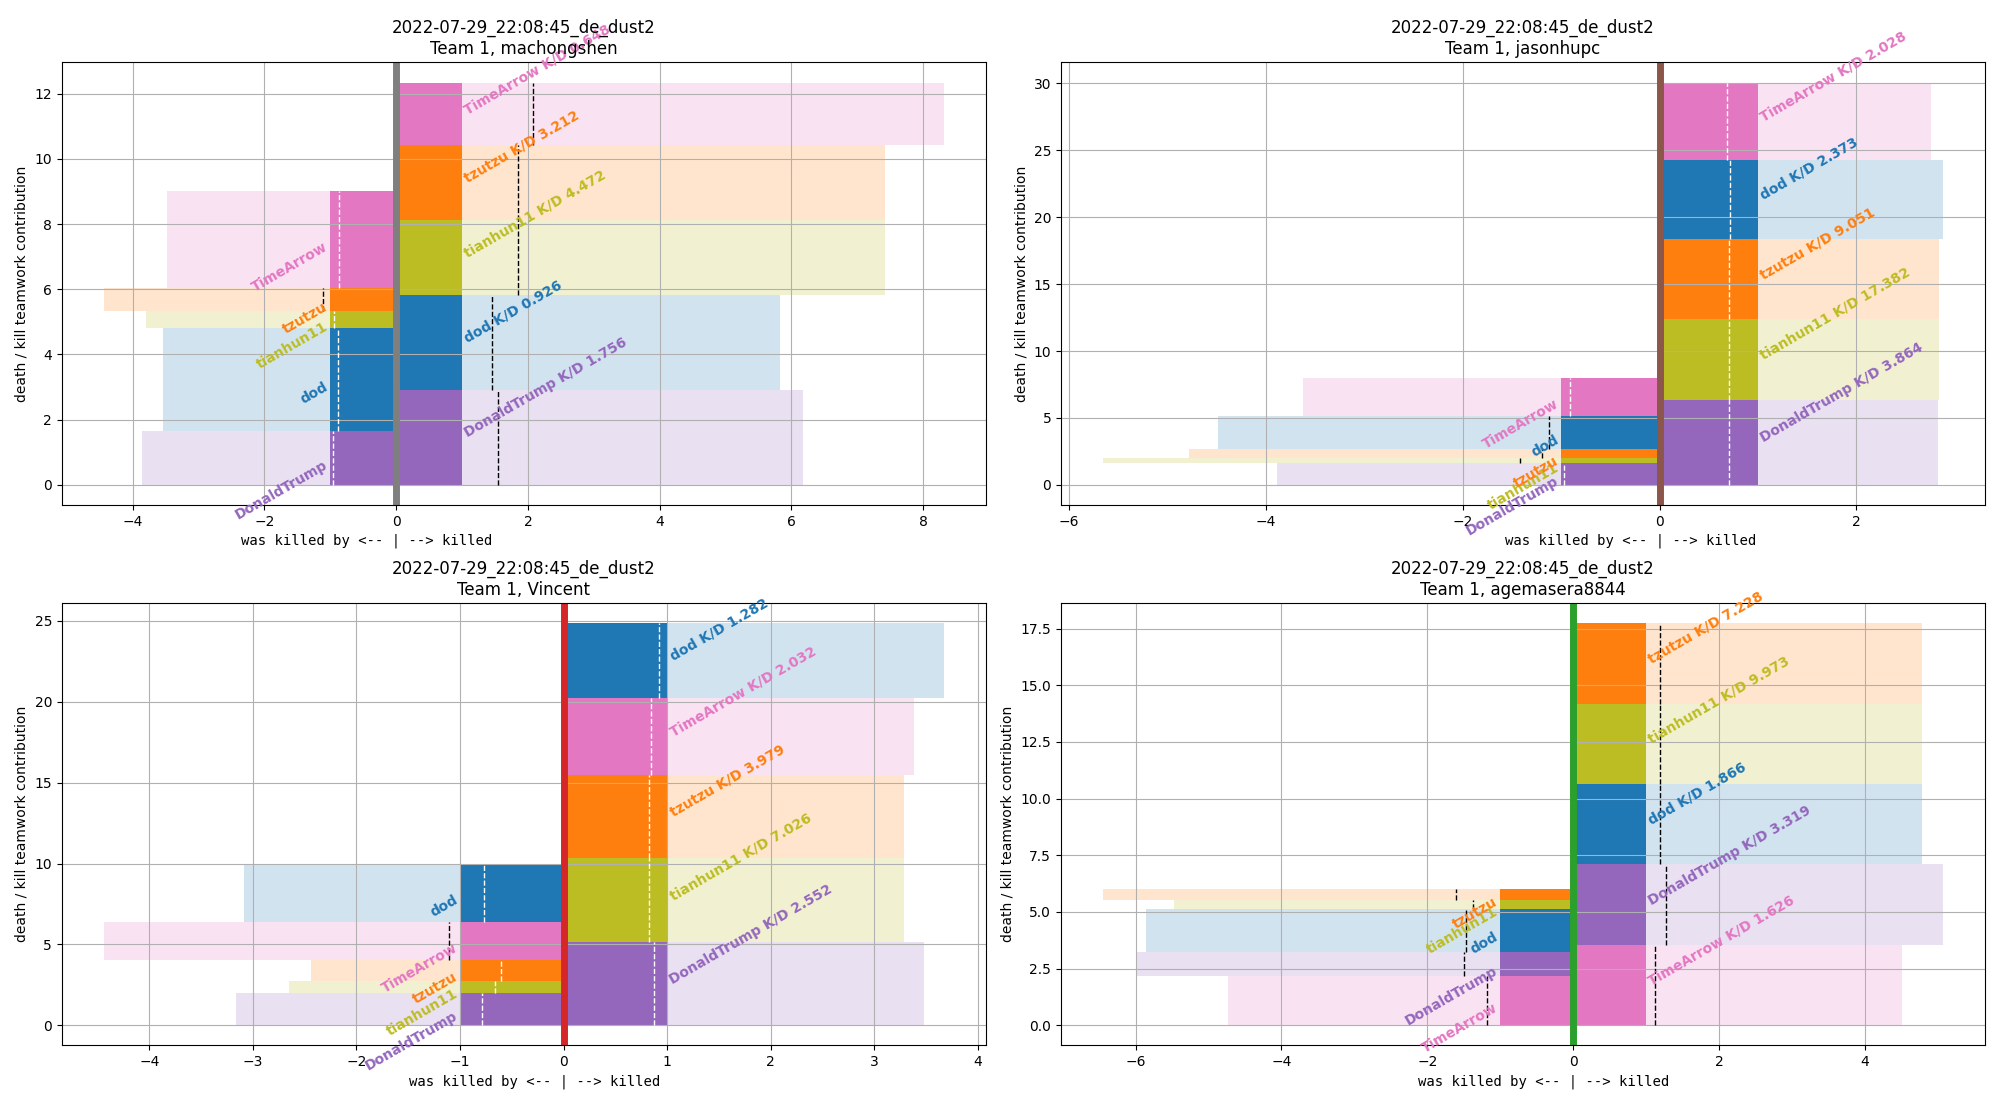 2022-07-29_22:08:45_de_dust2
Team 1, machongshen
death / kill teamwork contribution
12
10
8
6
4
2
0
TimeArrow K/D
tzutzu K/D 3.212
tianhun11 K/D 4.472
dod K/D 0.926
DonaldTrump K/D 1.756
TimeArrow
tzutzu
tianhun11
dod
DonaldTrump
−4 −2 0 2 4 6 8
was killed by <-- | --> killed
2022-07-29_22:08:45_de_dust2
Team 1, jasonhupc
death / kill teamwork contribution
30
25
20
15
10
5
0
TimeArrow K/D 2.028
dod K/D 2.373
tzutzu K/D 9.051
tianhun11 K/D 17.382
DonaldTrump K/D 3.864
TimeArrow
dod
tzutzu
tianhun11
DonaldTrump
−6 −4 −2 0 2
was killed by <-- | --> killed
2022-07-29_22:08:45_de_dust2
Team 1, Vincent
death / kill teamwork contribution
25
20
15
10
5
0
dod K/D 1.282
TimeArrow K/D 2.032
tzutzu K/D 3.979
tianhun11 K/D 7.026
DonaldTrump K/D 2.552
dod
TimeArrow
tzutzu
tianhun11
DonaldTrump
−4 −3 −2 −1 0 1 2 3 4
was killed by <-- | --> killed
2022-07-29_22:08:45_de_dust2
Team 1, agemasera8844
death / kill teamwork contribution
17.5
15.0
12.5
10.0
7.5
5.0
2.5
0.0
tzutzu K/D 7.228
tianhun11 K/D 9.973
dod K/D 1.866
DonaldTrump K/D 3.319
TimeArrow K/D 1.626
tzutzu
tianhun11
dod
DonaldTrump
TimeArrow
−6 −4 −2 0 2 4
was killed by <-- | --> killed